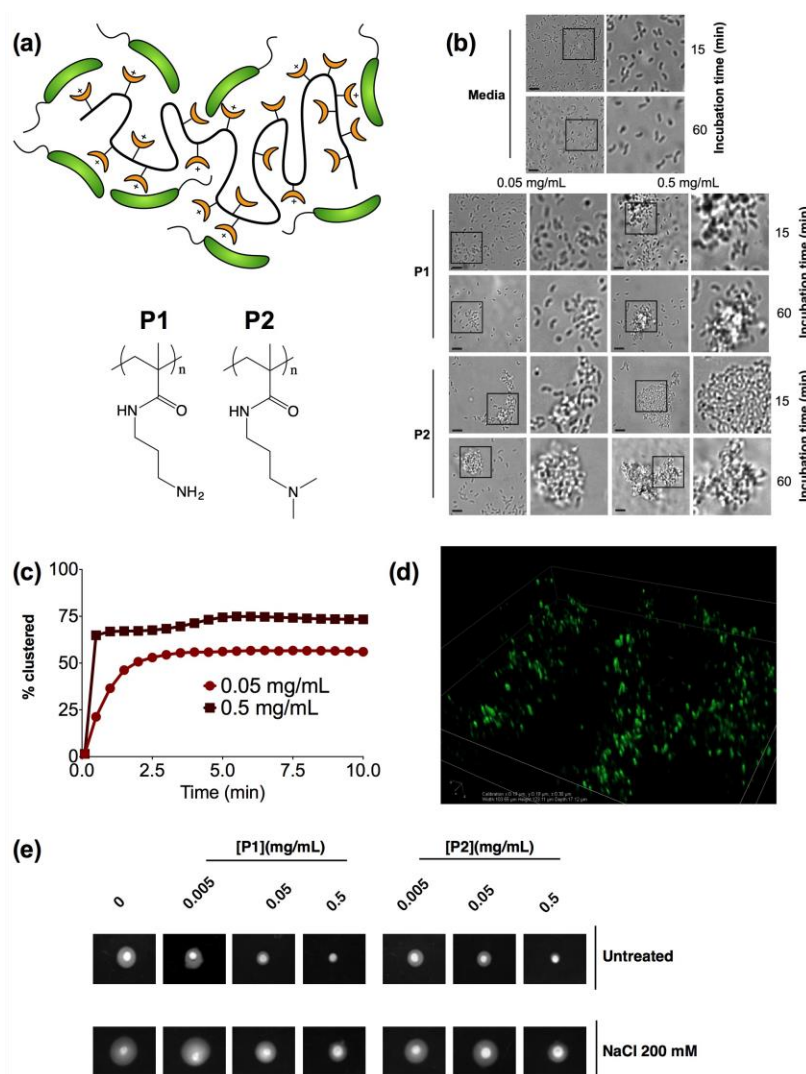 (a)
P1
P2
n
n
HN
O
HN
O
NH2
N
(b)
Media
15
60
Incubation time (min)
0.05 mg/mL
0.5 mg/mL
P1
15
60
Incubation time (min)
P2
15
60
Incubation time (min)
(c)
% clustered
100
75
50
25
0
0.0
2.5
5.0
7.5
10.0
0.05 mg/mL
0.5 mg/mL
Time (min)
(d)
(e)
[P1](mg/mL)
[P2](mg/mL)
0
0.005
0.05
0.5
0.005
0.05
0.5
Untreated
NaCl 200 mM